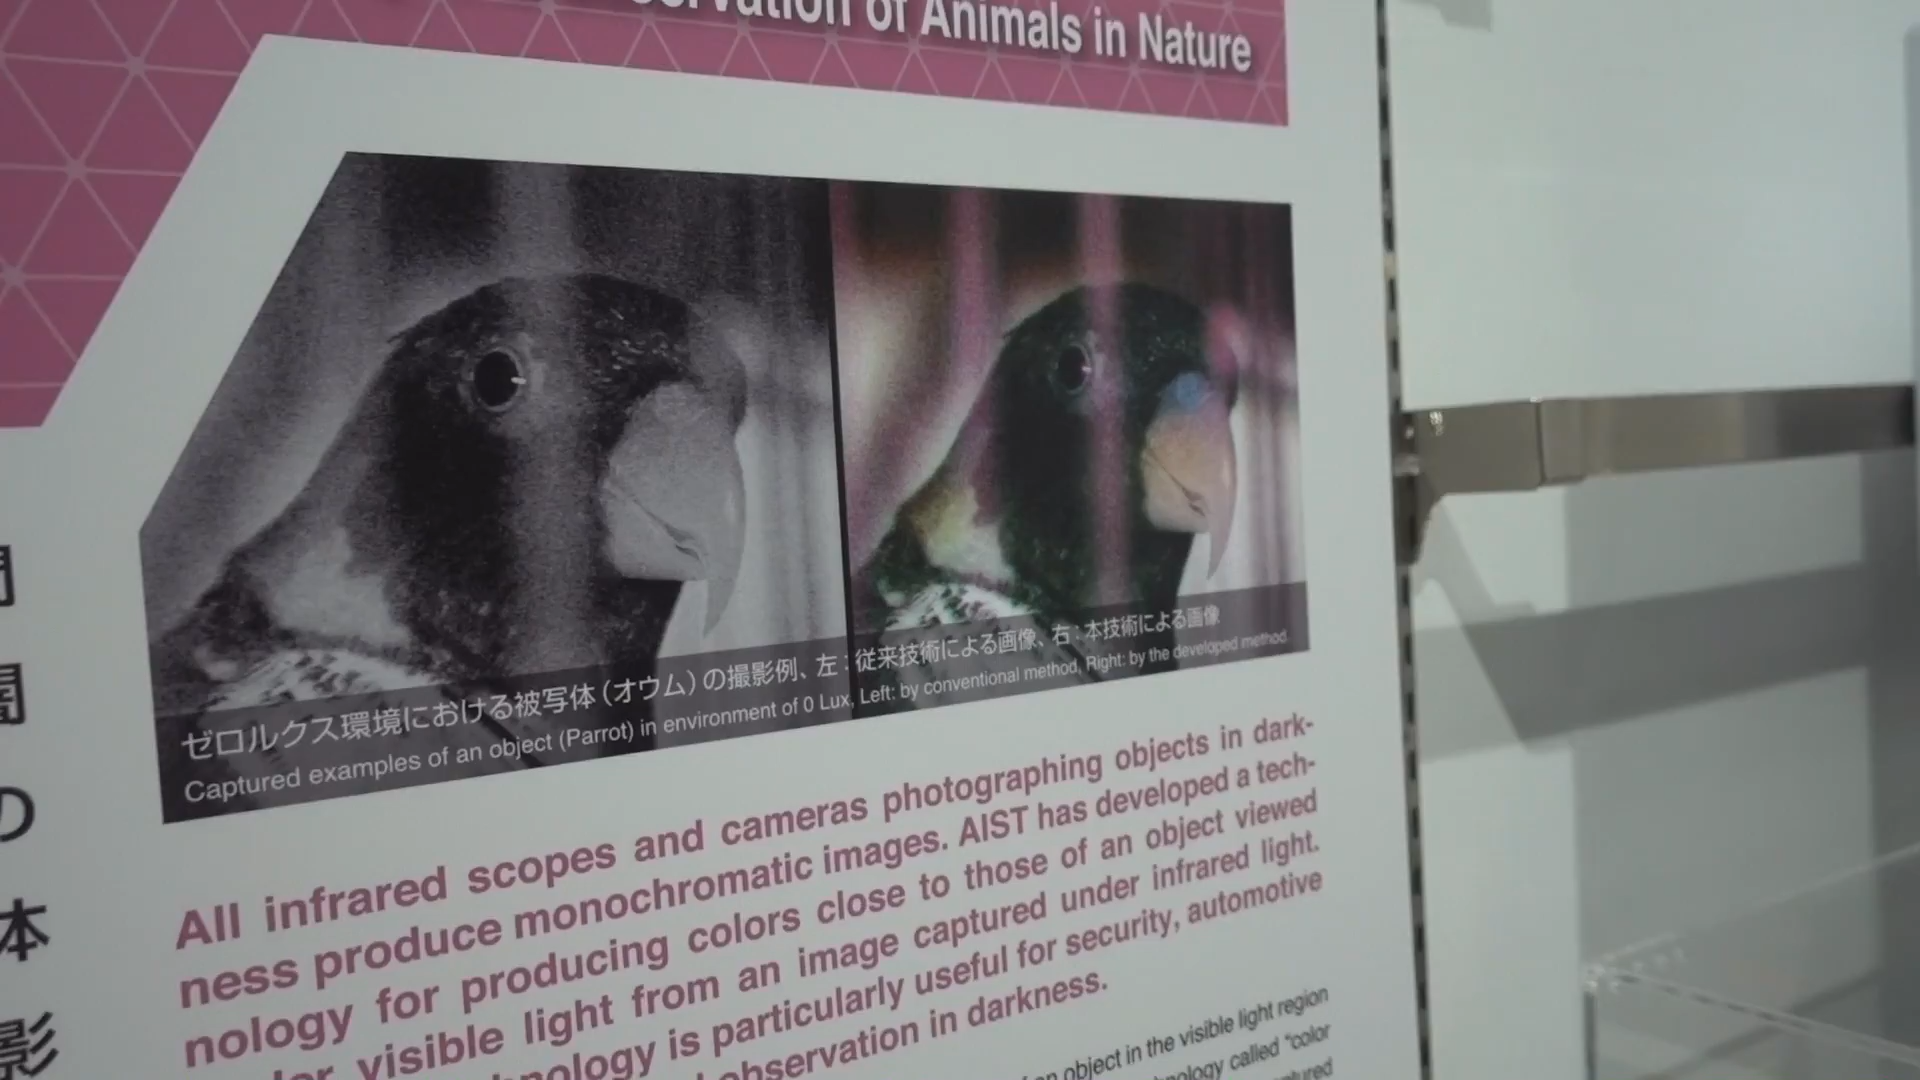 of Animals in Nature
ゼロルクス環境における被写体（オウム）の撮影例、左：従来技術による画像、右：本技術による画像
Captured examples of an object (Parrot) in environment of 0 Lux, Left: by conventional method, Right: by the developed method.
All infrared scopes and cameras photographing objects in dark-
ness produce monochromatic images. AIST has developed a tech-
nology for producing colors close to those of an object viewed
visible light from an image captured under infrared light.
is particularly useful for security, automotive
observation in darkness.
object in the visible light region
called "color
の
本
影